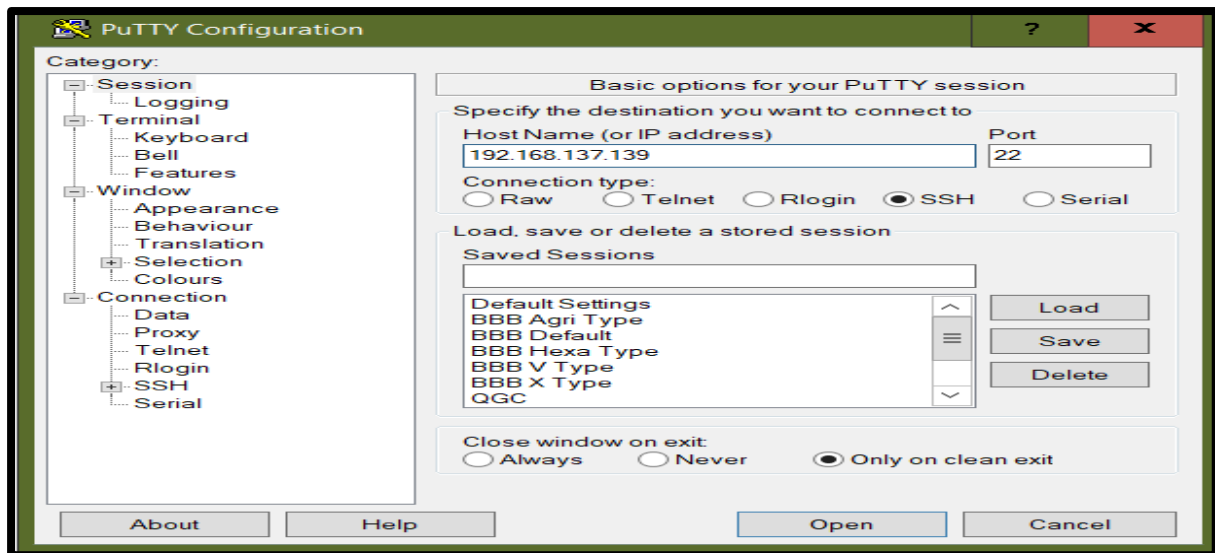 PuTTY Configuration
?
x
Category:
Session
Logging
Terminal
Keyboard
Bell
Features
Window
Appearance
Behaviour
Translation
Selection
Colours
Connection
Data
Proxy
Telnet
Rlogin
SSH
Serial
Basic options for your PuTTY session
Specify the destination you want to connect to
Host Name (or IP address) Port
192.168.137.139 22
Connection type:
Raw Telnet Rlogin SSH Serial
Load, save or delete a stored session
Saved Sessions
Default Settings
BBB Agri Type
BBB Default
BBB Hexa Type
BBB V Type
BBB X Type
QGC
Load
Save
Delete
Close window on exit:
Always Never Only on clean exit
About Help Open Cancel